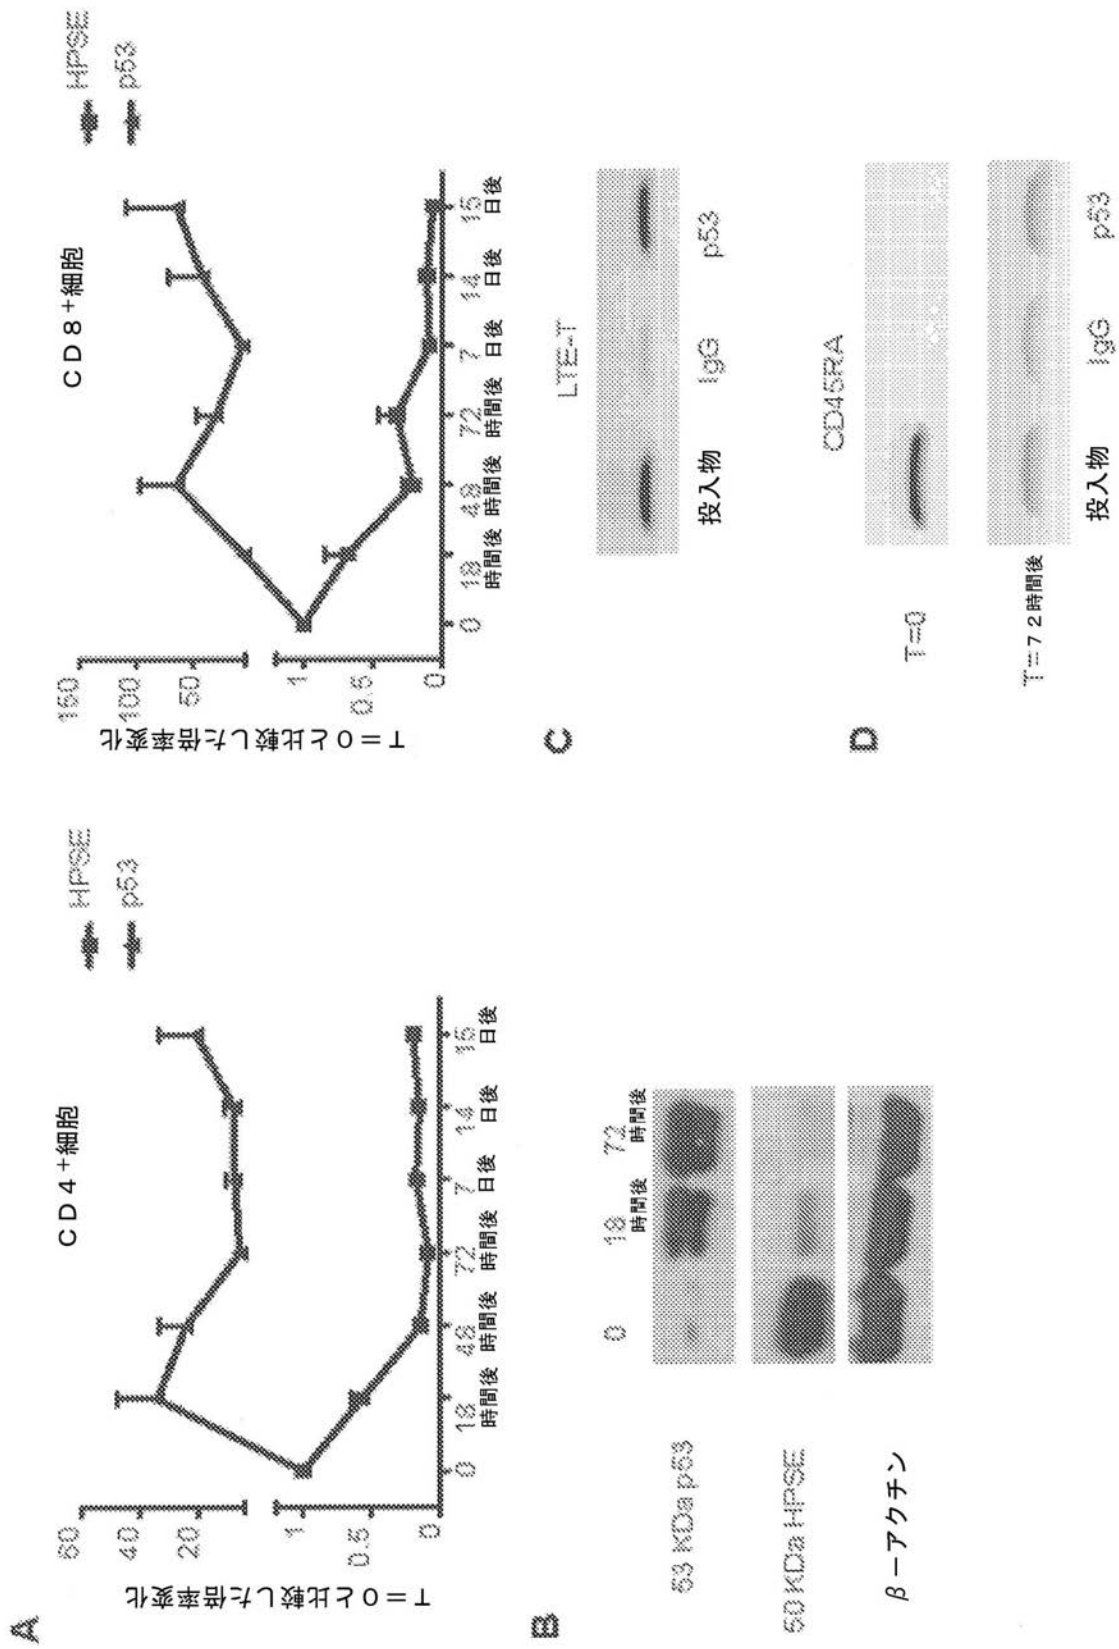 A
CD4+細胞
HPSE
p53
T=0と比較した倍率変化
60
40
20
1
0.5
0
0
18
時間後
48
時間後
72
時間後
7
日後
14
日後
15
日後
CD8+細胞
HPSE
p53
T=0と比較した倍率変化
150
100
50
1
0.5
0
0
18
時間後
48
時間後
72
時間後
7
日後
14
日後
15
日後
B
0
18
時間後
72
時間後
53 KDa p53
50 KDa HPSE
β-アクチン
C
LTE-T
投入物 IgG p53
D
CD45RA
T=0
T=72時間後
投入物 IgG p53